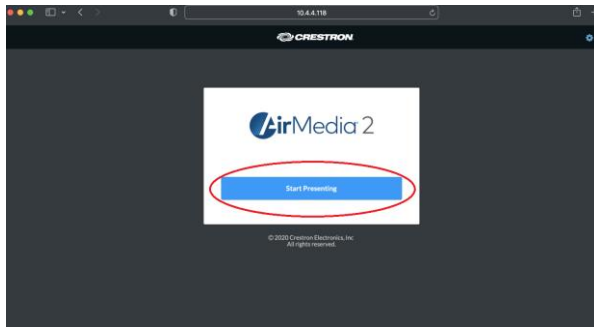 10.4.4.118
CRESTRON
AirMedia 2
Start Presenting
© 2020 Crestron Electronics, Inc
All rights reserved.